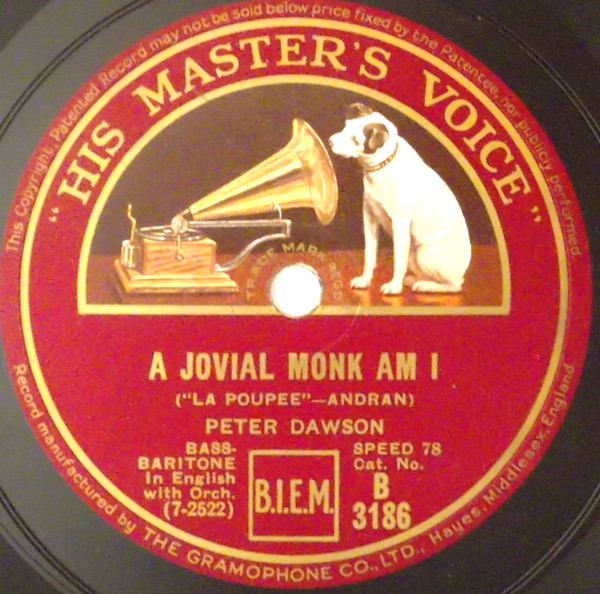 This Copyright, Patented Record may not be sold below price fixed by the Patentee, nor publicly performed
"HIS MASTER'S VOICE"
TRADE MARK REGD
A JOVIAL MONK AM I
("LA POUPEE"—ANDRAN)
PETER DAWSON
BASS-
BARITONE
In English
with Orch.
(7-2522)
B.I.E.M.
SPEED 78
Cat. No.
B
3186
Record manufactured by THE GRAMOPHONE CO., LTD., Hayes, Middlesex, England